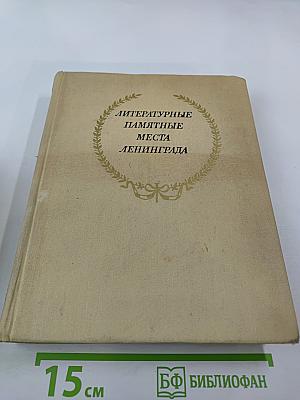 ЛИТЕРАТУРНЫЕ
ПАМЯТНЫЕ
МЕСТА
ЛЕНИНГРАДА
15 см
БФ БИБЛИОФАН